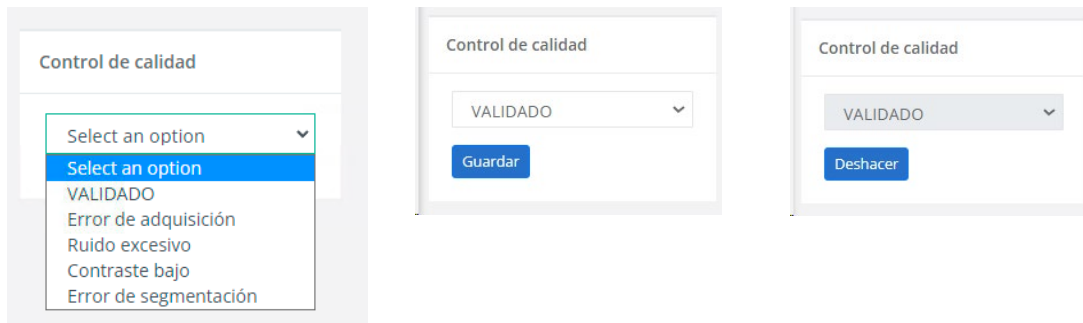 Control de calidad
Select an option
Select an option
VALIDADO
Error de adquisición
Ruido excesivo
Contraste bajo
Error de segmentación
Control de calidad
VALIDADO
Guardar
Control de calidad
VALIDADO
Deshacer